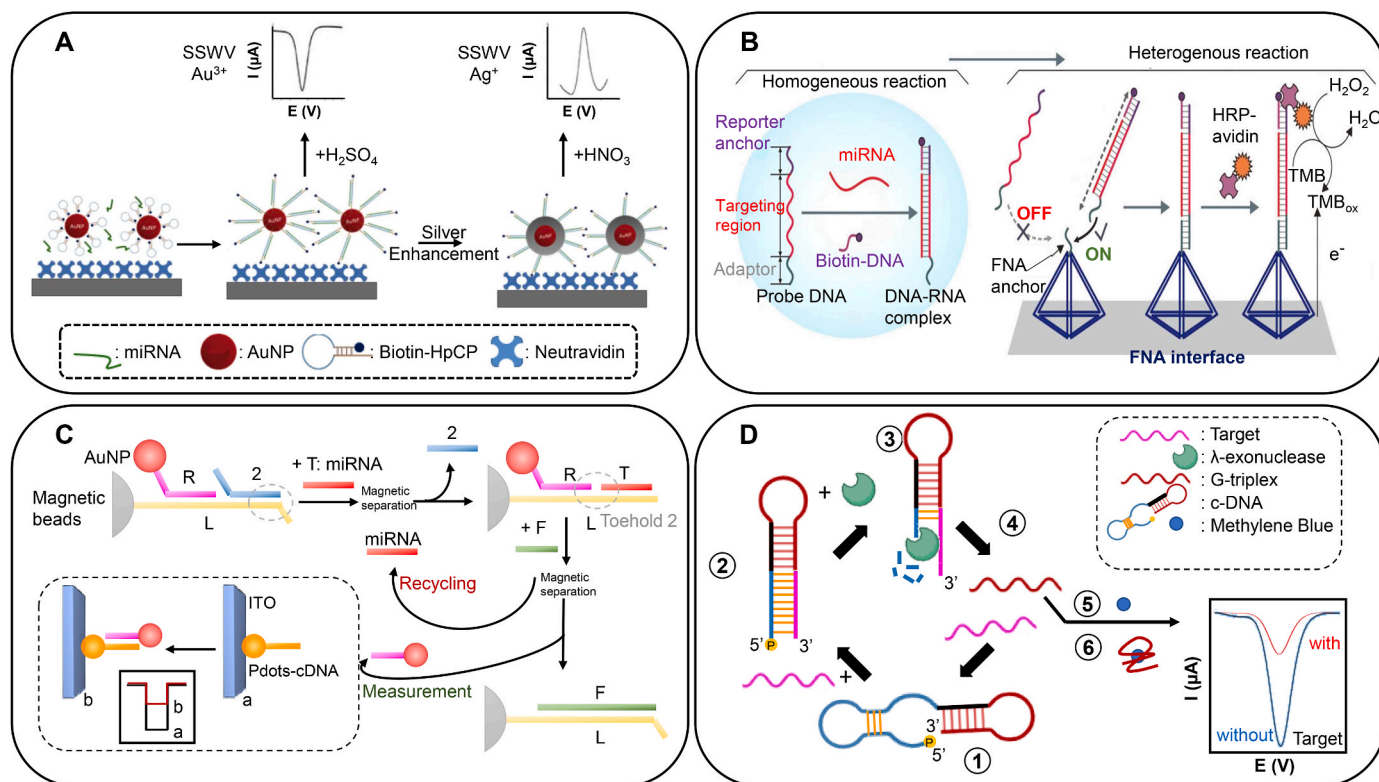 A
SSWV
Au³⁺
I (µA)
E (V)
+H₂SO₄
SSWV
Ag⁺
I (µA)
E (V)
+HNO₃
AuNP
AuNP
AuNP
AuNP
Silver
Enhancement
AuNP
AuNP
: miRNA
: AuNP
: Biotin-HpCP
: Neutravidin
B
Homogeneous reaction
Heterogenous reaction
Reporter
anchor
Targeting
region
Adaptor
Probe DNA
miRNA
Biotin-DNA
DNA-RNA
complex
OFF
ON
FNA
anchor
HRP-
avidin
H₂O₂
H₂O
TMB
TMBox
e⁻
FNA interface
C
AuNP
Magnetic
beads
R
2
L
+ T: miRNA
Magnetic
separation
2
R
T
L
Toehold 2
+ F
miRNA
Recycling
Magnetic
separation
ITO
Pdots-cDNA
b
a
b
a
Measurement
F
L
D
: Target
: λ-exonuclease
: G-triplex
: c-DNA
: Methylene Blue
②
5’
P
3’
+
③
3’
④
⑤
⑥
+
3’
P
5’
①
I (µA)
with
without
Target
E (V)